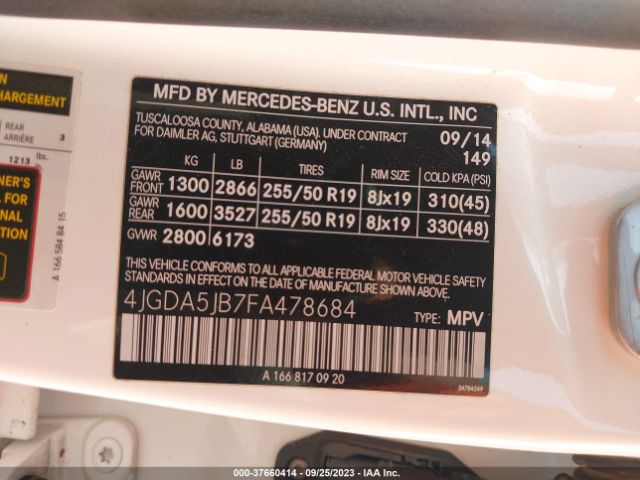 ON
HARGEMENT
REAR
ARRIÈRE 3
1213 lbs.
lb.
NER'S
FOR
ONAL
TION
A 166 584 84 15
MFD BY MERCEDES-BENZ U.S. INTL., INC
TUSCALOOSA COUNTY, ALABAMA (USA). UNDER CONTRACT
FOR DAIMLER AG, STUTTGART (GERMANY)
09/14
149
KG LB TIRES RIM SIZE COLD KPA (PSI)
GAWR FRONT 1300 2866 255/50 R19 8Jx19 310(45)
GAWR REAR 1600 3527 255/50 R19 8Jx19 330(48)
GVWR 2800 6173
THIS VEHICLE CONFORMS TO ALL APPLICABLE FEDERAL MOTOR VEHICLE SAFETY
STANDARDS IN EFFECT ON THE DATE OF MANUFACTURE SHOWN ABOVE.
4JGDA5JB7FA478684
TYPE: MPV
A 166 817 09 20
34784249
000-37660414 - 09/25/2023 - IAA Inc.